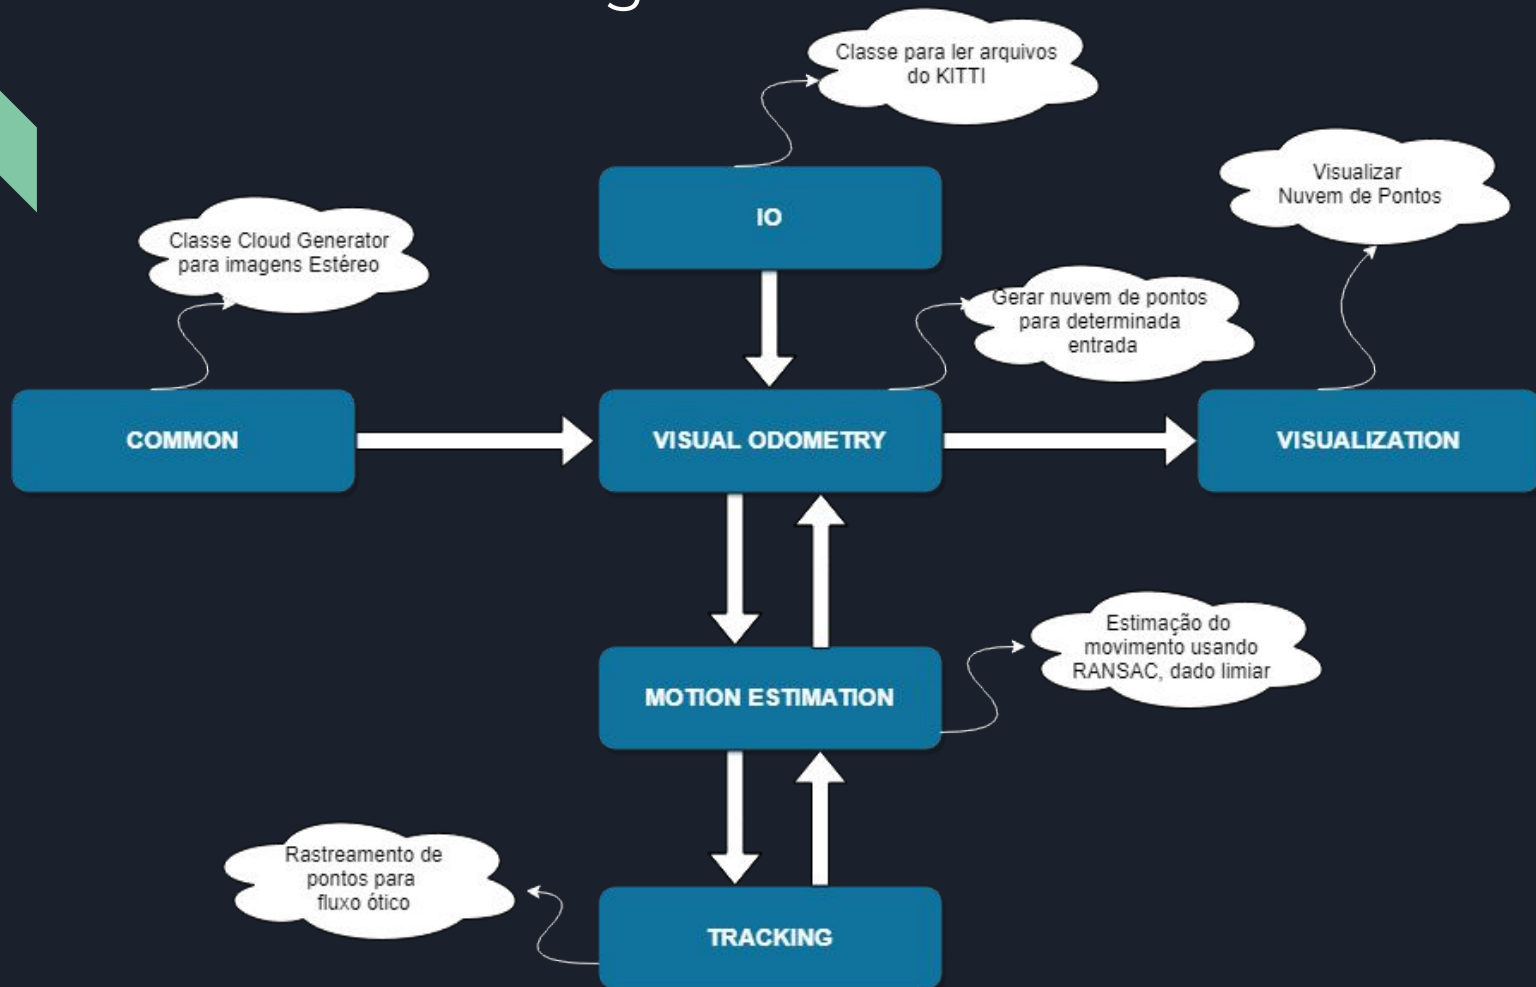 Classe para ler arquivos
do KITTI
Visualizar
Nuvem de Pontos
IO
Classe Cloud Generator
para imagens Estéreo
Gerar nuvem de pontos
para determinada
entrada
COMMON
VISUAL ODOMETRY
VISUALIZATION
Estimação do
movimento usando
RANSAC, dado limiar
MOTION ESTIMATION
Rastreamento de
pontos para
fluxo ótico
TRACKING